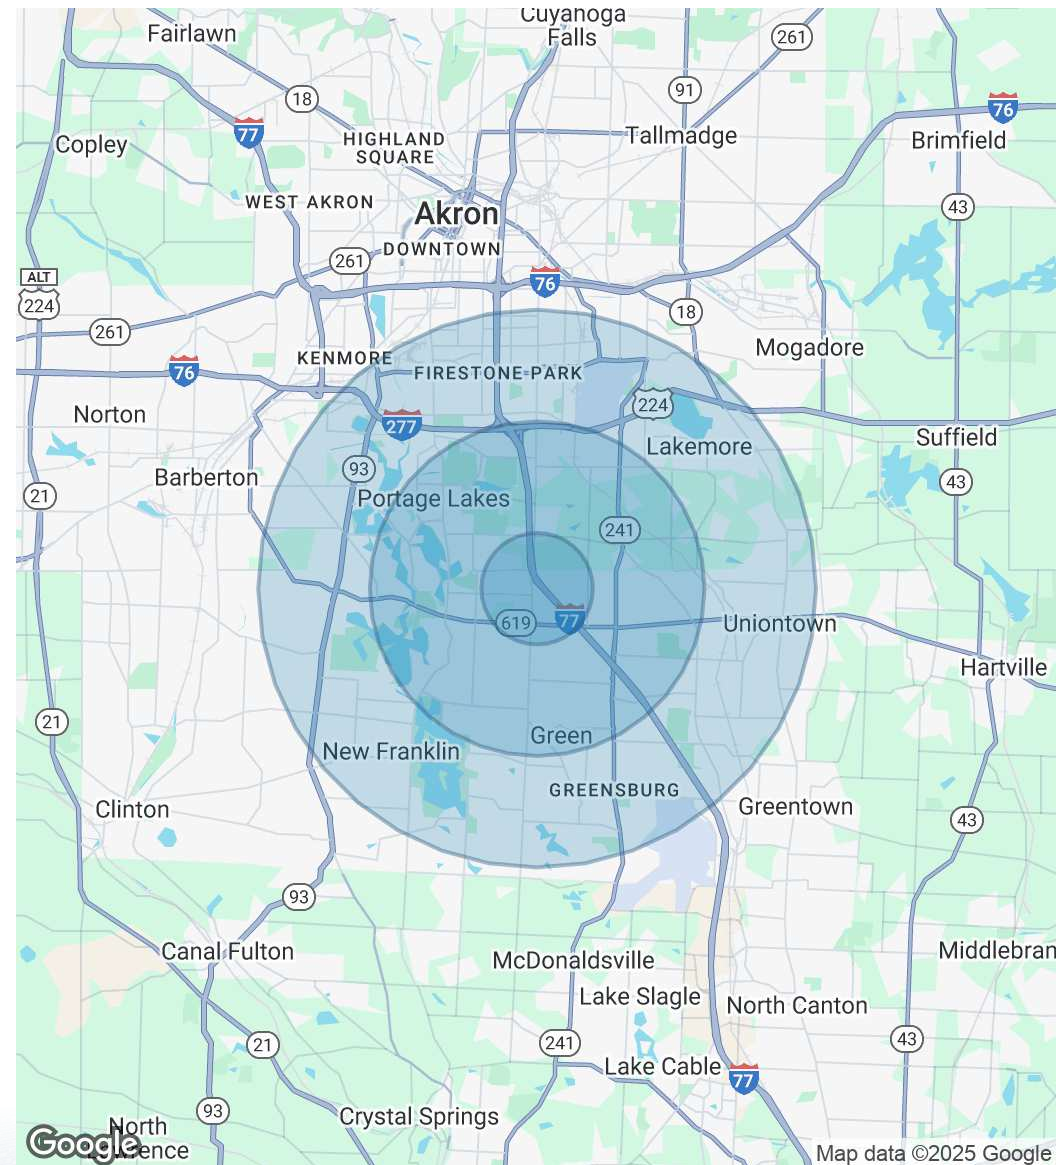 Cuyahoga
Falls
Fairlawn
261
91
18
76
77
HIGHLAND
SQUARE
Tallmadge
Brimfield
Copley
WEST AKRON
43
Akron
DOWNTOWN
261
ALT
224
76
18
261
Mogadore
KENMORE
76
FIRESTONE PARK
224
Norton
277
Suffield
Lakemore
93
Barberton
43
21
Portage Lakes
241
619
77
Uniontown
Hartville
21
Green
New Franklin
GREENSBURG
Clinton
Greentown
43
93
Canal Fulton
McDonaldsville
Middlebran
Lake Slagle
North Canton
21
241
43
Lake Cable
77
93
Crystal Springs
North
Lawrence
Google
Map data ©2025 Google